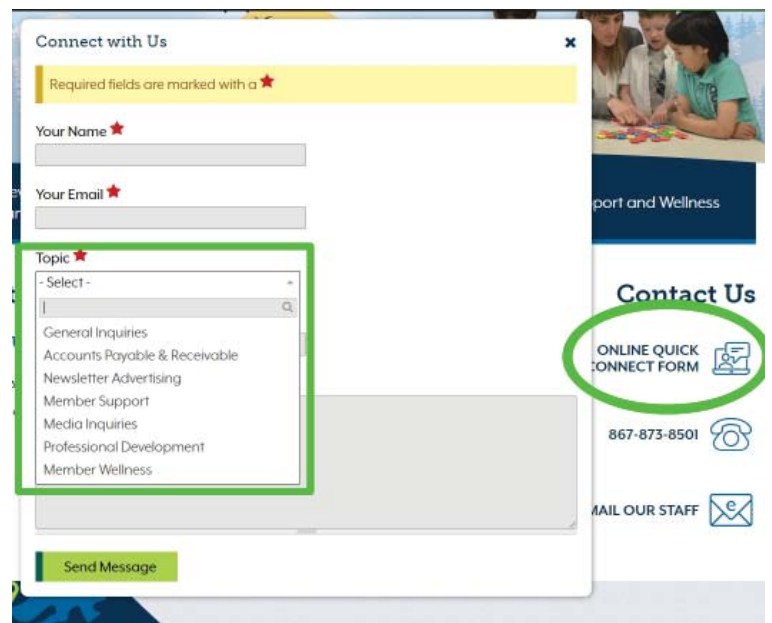 Connect with Us
Required fields are marked with a
Your Name
Your Email
port and Wellness
Topic
- Select -
General Inquiries
Accounts Payable & Receivable
Newsletter Advertising
Member Support
Media Inquiries
Professional Development
Member Wellness
Send Message
Contact Us
ONLINE QUICK
CONNECT FORM
867-873-8501
MAIL OUR STAFF